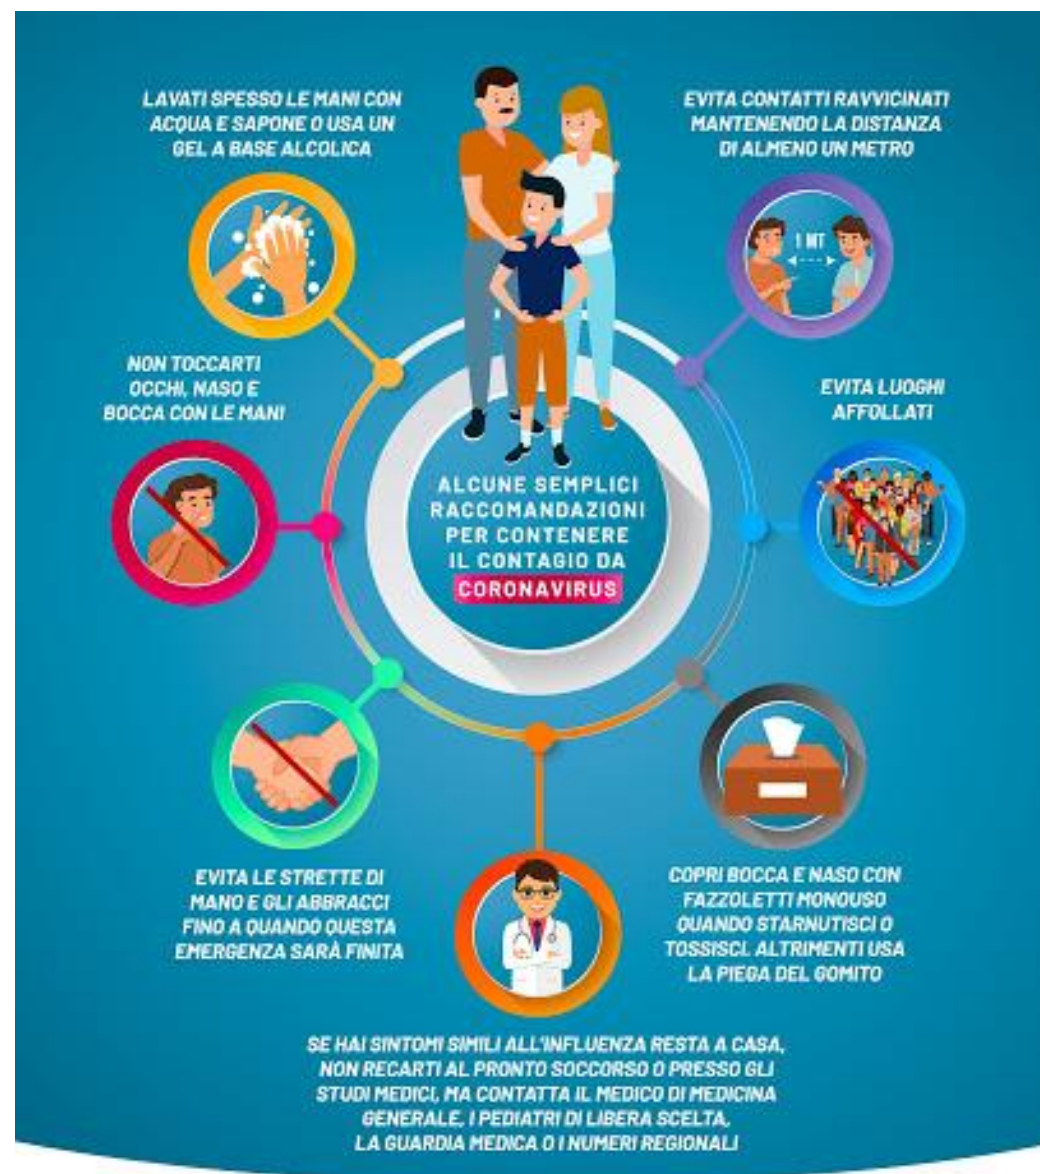 LAVATI SPESSO LE MANI CON
ACQUA E SAPONE O USA UN
GEL A BASE ALCOLICA
EVITA CONTATTI RAVVICINATI
MANTENENDO LA DISTANZA
DI ALMENO UN METRO
1 MT
NON TOCCARTI
OCCHI, NASO E
BOCCA CON LE MANI
EVITA LUOGHI
AFFOLLATI
ALCUNE SEMPLICI
RACCOMANDAZIONI
PER CONTENERE
IL CONTAGIO DA
CORONAVIRUS
EVITA LE STRETTE DI
MANO E GLI ABBRACCI
FINO A QUANDO QUESTA
EMERGENZA SARÀ FINITA
COPRI BOCCA E NASO CON
FAZZOLETTI MONOUSO
QUANDO STARNUTISCI O
TOSSISCI. ALTRIMENTI USA
LA PIEGA DEL GOMITO
SE HAI SINTOMI SIMILI ALL'INFLUENZA RESTA A CASA,
NON RECARTI AL PRONTO SOCCORSO O PRESSO GLI
STUDI MEDICI, MA CONTATTA IL MEDICO DI MEDICINA
GENERALE, I PEDIATRI DI LIBERA SCELTA,
LA GUARDIA MEDICA O I NUMERI REGIONALI